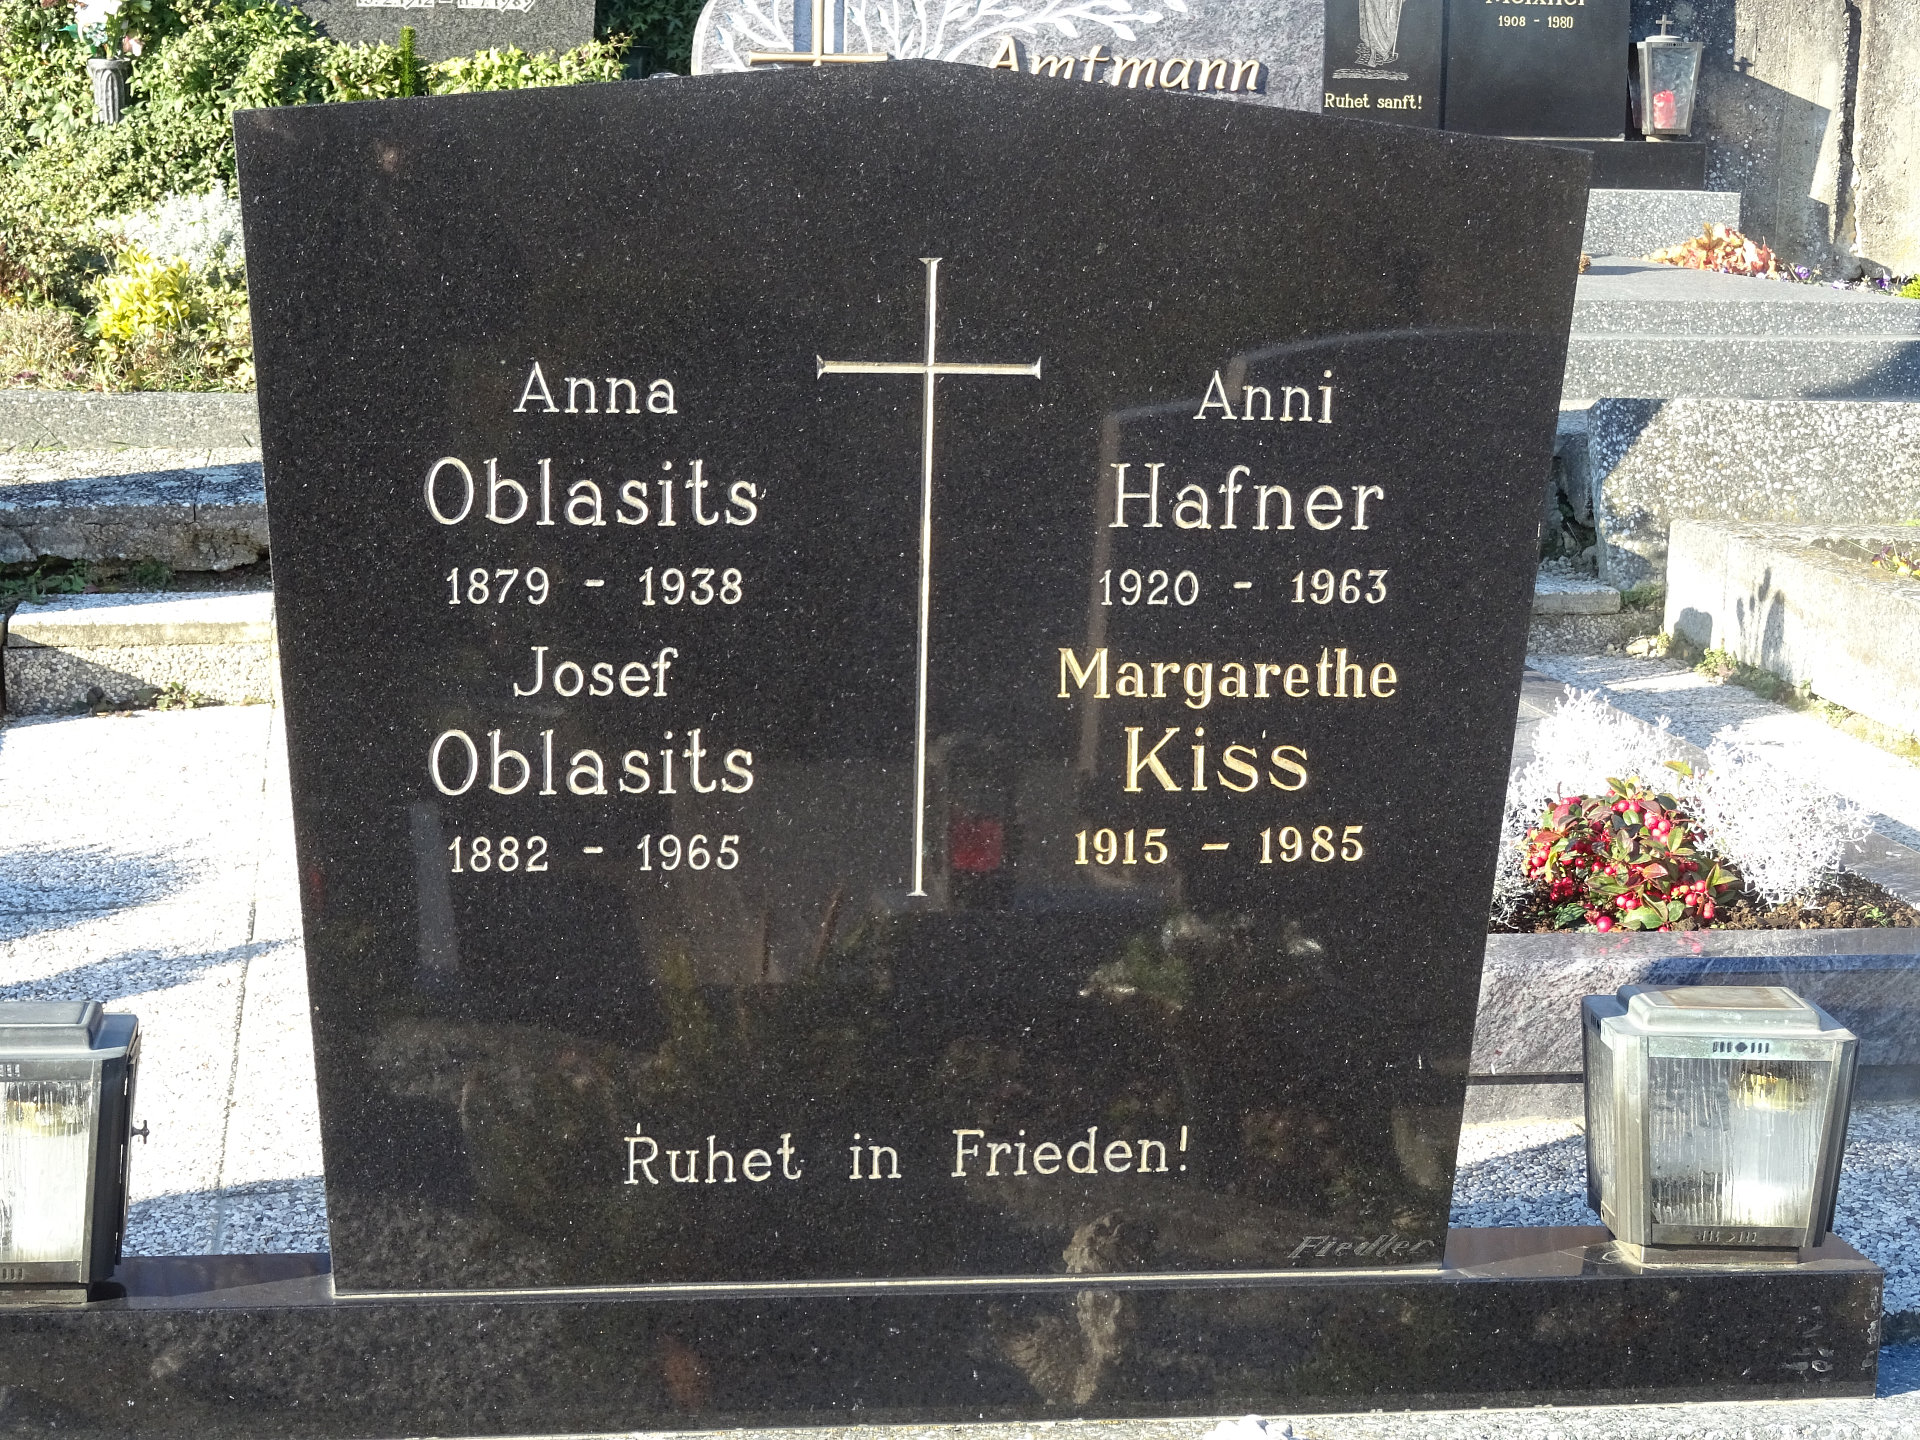 Amtmann
1908 - 1980
Ruhet sanft!
Anna
Oblasits
1879 - 1938
Josef
Oblasits
1882 - 1965
Anni
Hafner
1920 - 1963
Margarethe
Kiss
1915 - 1985
Ruhet in Frieden!
Fiedler